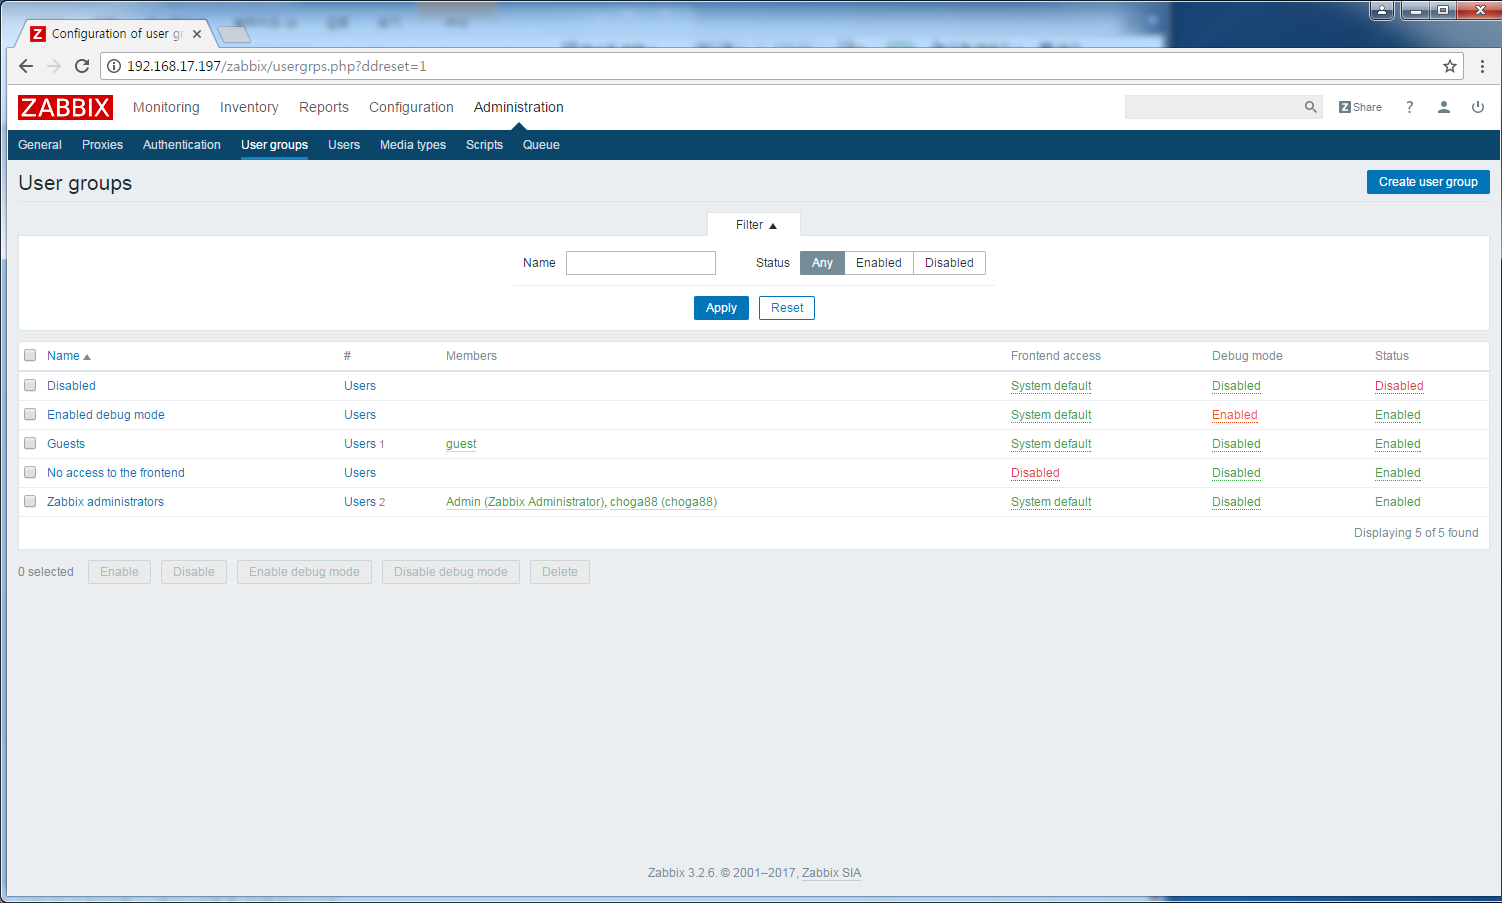 Configuration of user gr
192.168.17.197/zabbix/usergrps.php?ddreset=1
ZABBIX Monitoring Inventory Reports Configuration Administration Z Share ?
General Proxies Authentication User groups Users Media types Scripts Queue
User groups Create user group
Filter ▲
Name Status Any Enabled Disabled
Apply Reset
Name ▲ # Members Frontend access Debug mode Status
Disabled Users System default Disabled Disabled
Enabled debug mode Users System default Enabled Enabled
Guests Users 1 guest System default Disabled Enabled
No access to the frontend Users Disabled Disabled Enabled
Zabbix administrators Users 2 Admin (Zabbix Administrator), choga88 (choga88) System default Disabled Enabled
Displaying 5 of 5 found
0 selected Enable Disable Enable debug mode Disable debug mode Delete
Zabbix 3.2.6. © 2001–2017, Zabbix SIA